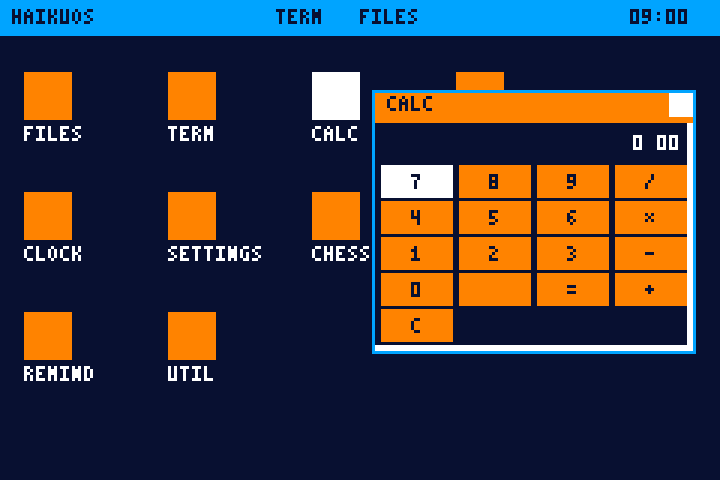 HAIKUOS TERM FILES 09:00
FILES TERM CALC
CLOCK SETTINGS CHESS
REMIND UTIL
CALC
0 00
7 8 9 /
4 5 6 ×
1 2 3 -
0 = +
C